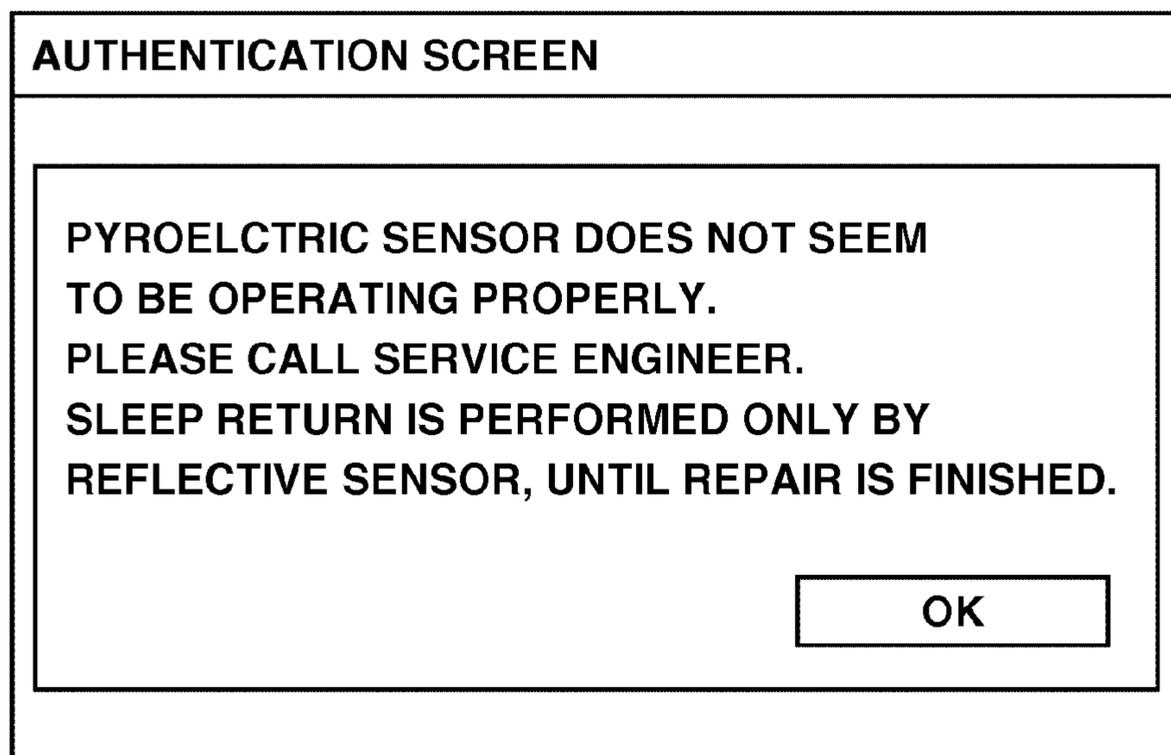 AUTHENTICATION SCREEN
PYROELCTRIC SENSOR DOES NOT SEEM
TO BE OPERATING PROPERLY.
PLEASE CALL SERVICE ENGINEER.
SLEEP RETURN IS PERFORMED ONLY BY
REFLECTIVE SENSOR, UNTIL REPAIR IS FINISHED.
OK